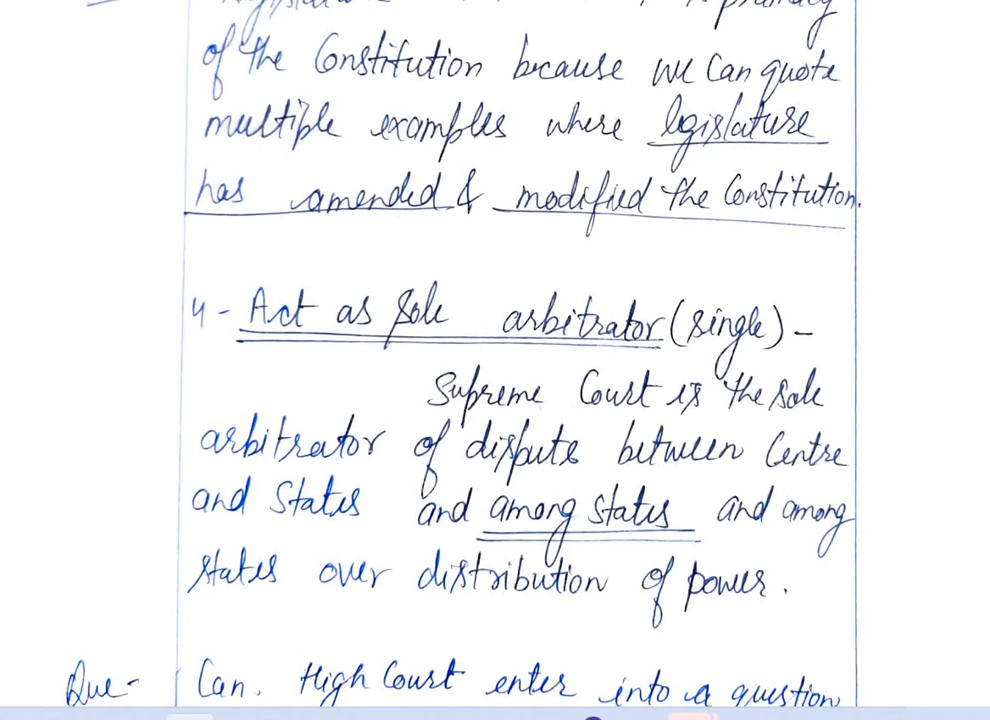 of the Constitution because we can quote
multiple examples where legislature
has amended & modified the Constitution.
4 - Act as sole arbitrator (single) -
Supreme Court is the sole
arbitrator of dispute between Centre
and States and among states and among
states over distribution of power.
Que- Can. High Court enter into a question